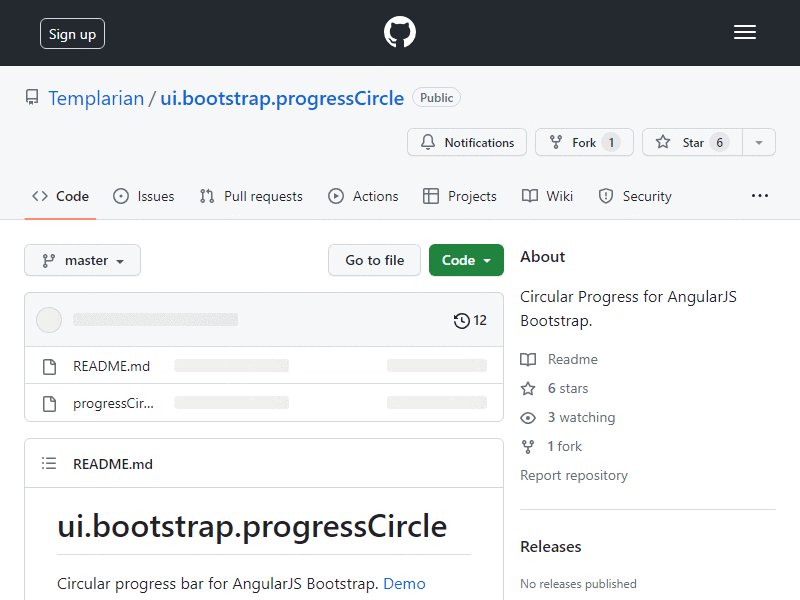 Sign up
Templarian / ui.bootstrap.progressCircle Public
Notifications Fork 1 Star 6
Code Issues Pull requests Actions Projects Wiki Security
master Go to file Code
12
README.md
progressCir...
README.md
ui.bootstrap.progressCircle
Circular progress bar for AngularJS Bootstrap. Demo
About
Circular Progress for AngularJS
Bootstrap.
Readme
6 stars
3 watching
1 fork
Report repository
Releases
No releases published